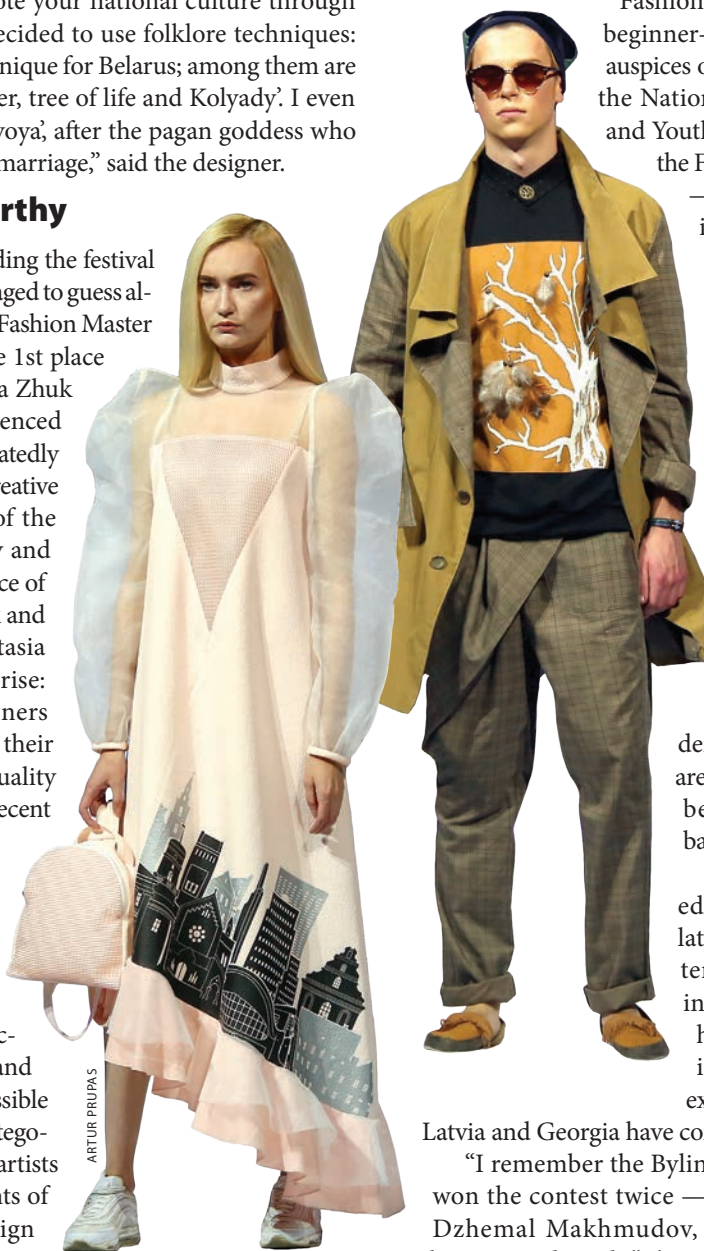 ote your national culture through
ecided to use folklore techniques:
nique for Belarus; among them are
er, tree of life and Kolyady'. I even
voya', after the pagan goddess who
marriage,” said the designer.
rthy
ding the festival
aged to guess al-
Fashion Master
e 1st place
a Zhuk
enced
atedly
reative
of the
y and
ce of
and
tasia
rise:
ners
their
uality
ecent
c-
and
ssible
tego-
artists
ts of
ign
ARTUR PRUPAS
Fashion
beginner-
auspices o
the Nation
and Youth
the F
—
i
de
are
be
ba
ed
lat
ter
in
h
i
ex
Latvia and Georgia have co
“I remember the Bylin
won the contest twice —
Dzhemal Makhmudov,